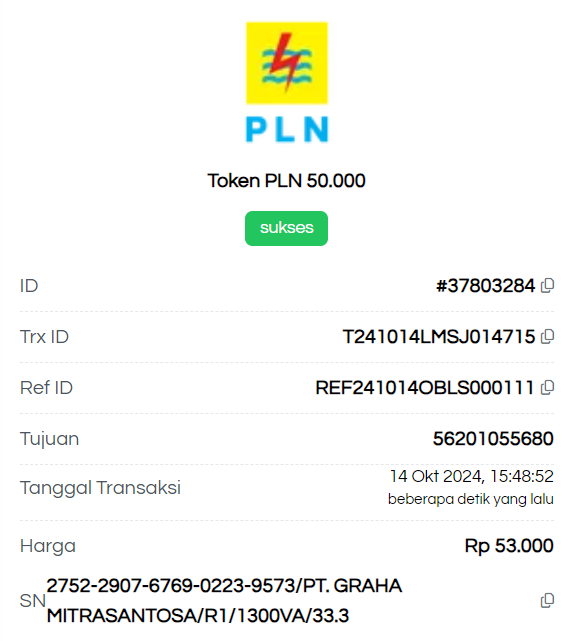 PLN
Token PLN 50.000
sukses
ID #37803284
Trx ID T241014LMSJ014715
Ref ID REF241014OBLS000111
Tujuan 56201055680
Tanggal Transaksi 14 Okt 2024, 15:48:52
beberapa detik yang lalu
Harga Rp 53.000
SN 2752-2907-6769-0223-9573/PT. GRAHA
MITRASANTOSA/R1/1300VA/33.3